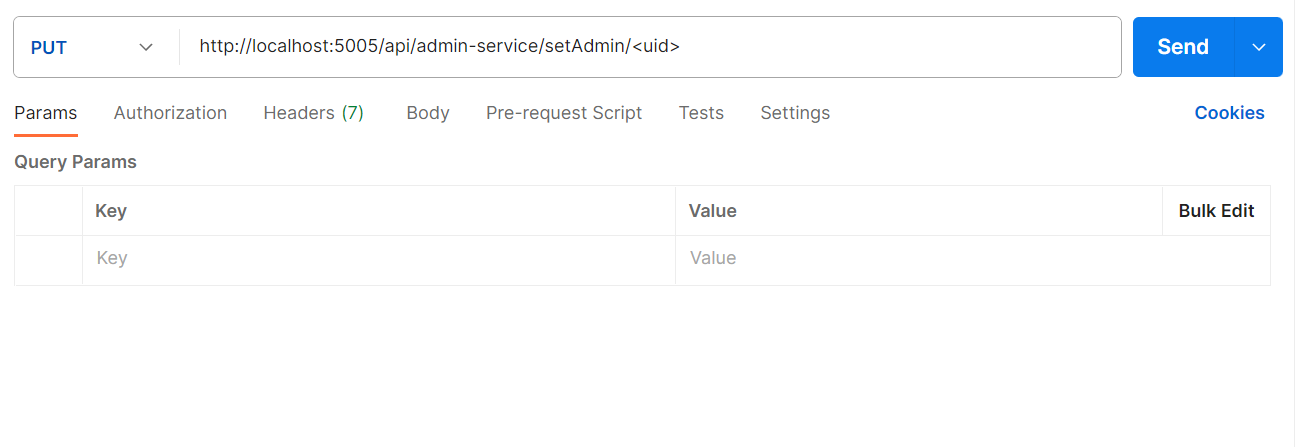 PUT http://localhost:5005/api/admin-service/setAdmin/<uid> Send
Params Authorization Headers (7) Body Pre-request Script Tests Settings Cookies
Query Params
Key Value Bulk Edit
Key Value